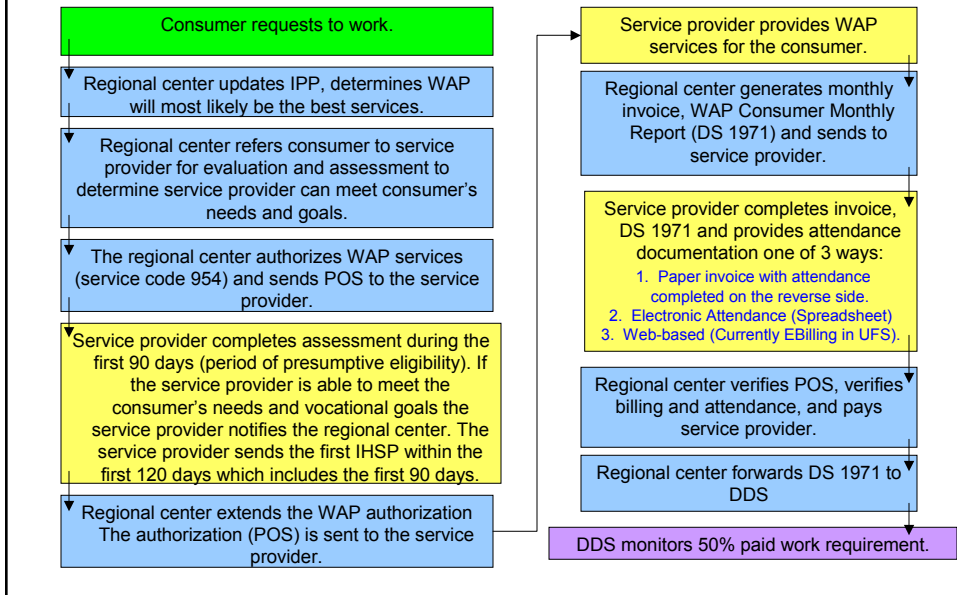 Consumer requests to work.
Regional center updates IPP, determines WAP
will most likely be the best services.
Regional center refers consumer to service
provider for evaluation and assessment to
determine service provider can meet consumer's
needs and goals.
The regional center authorizes WAP services
(service code 954) and sends POS to the service
provider.
Service provider completes assessment during the
first 90 days (period of presumptive eligibility). If
the service provider is able to meet the
consumer's needs and vocational goals the
service provider notifies the regional center. The
service provider sends the first IHSP within the
first 120 days which includes the first 90 days.
Regional center extends the WAP authorization
The authorization (POS) is sent to the service
provider.
Service provider provides WAP
services for the consumer.
Regional center generates monthly
invoice, WAP Consumer Monthly
Report (DS 1971) and sends to
service provider.
Service provider completes invoice,
DS 1971 and provides attendance
documentation one of 3 ways:
1. Paper invoice with attendance
completed on the reverse side.
2. Electronic Attendance (Spreadsheet)
3. Web-based (Currently EBilling in UFS).
Regional center verifies POS, verifies
billing and attendance, and pays
service provider.
Regional center forwards DS 1971 to
DDS
DDS monitors 50% paid work requirement.